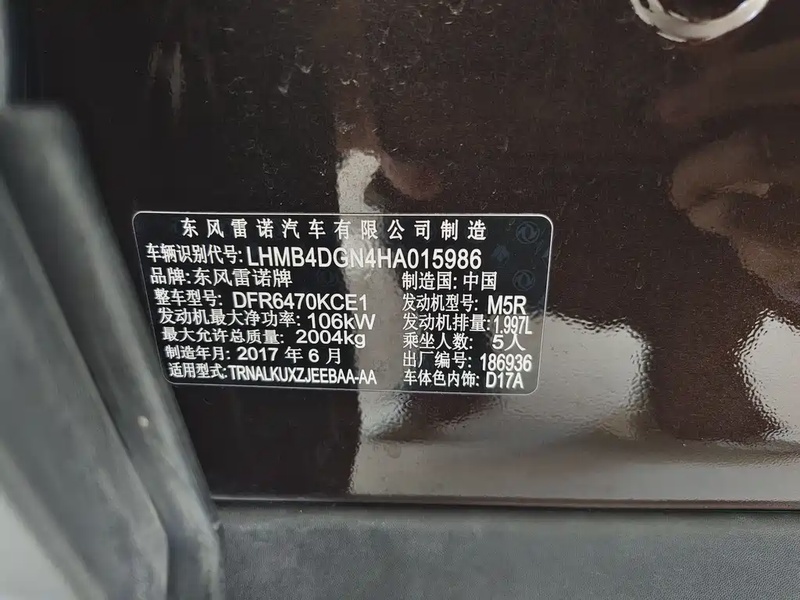 东风雷诺汽车有限公司制造
车辆识别代号: LHMB4DGN4HA015986
品牌: 东风雷诺牌 制造国: 中国
整车型号: DFR6470KCE1 发动机型号: M5R
发动机最大净功率: 106kW 发动机排量: 1.997L
最大允许总质量: 2004kg 乘坐人数: 5人
制造年月: 2017 年 6 月 出厂编号: 186936
适用型式: TRNALKUXZJEEBAA-AA 车体色内饰: D17A